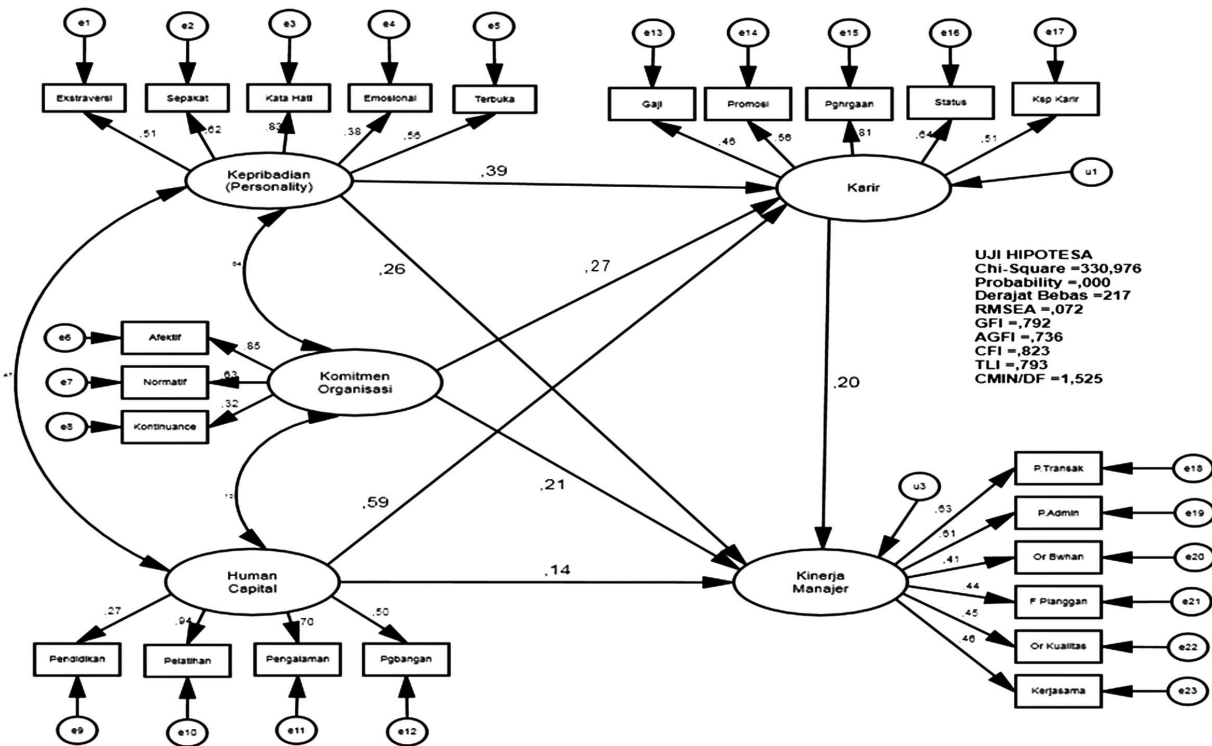 e1
e2
e3
e4
e5
e13
e14
e15
e16
e17
Ekstraversi
Sepakat
Kata Hati
Emosional
Terbuka
Gaji
Promosi
Pgnrgaan
Status
Ksp Karir
,51
,62
,83
,38
,56
,46
,56
,81
,64
,51
Kepribadian
(Personality)
,39
Karir
u1
,26
,27
UJI HIPOTESA
Chi-Square =330,976
Probability =,000
Derajat Bebas =217
RMSEA =,072
GFI =,792
AGFI =,736
CFI =,823
TLI =,793
CMIN/DF =1,525
e6
Afektif
,85
e7
Normatif
,63
e8
Kontinuance
,32
Komitmen
Organisasi
,20
,59
,21
u3
P.Transak
e18
,63
P.Admin
e19
,61
Or Bwhan
e20
,41
F Planggan
e21
,44
Or Kualitas
e22
,45
Kerjasama
e23
,46
Human
Capital
,14
Kinerja
Manajer
,27
,94
,70
,50
Pendidikan
Pelatihan
Pengalaman
Pgbangan
e9
e10
e11
e12